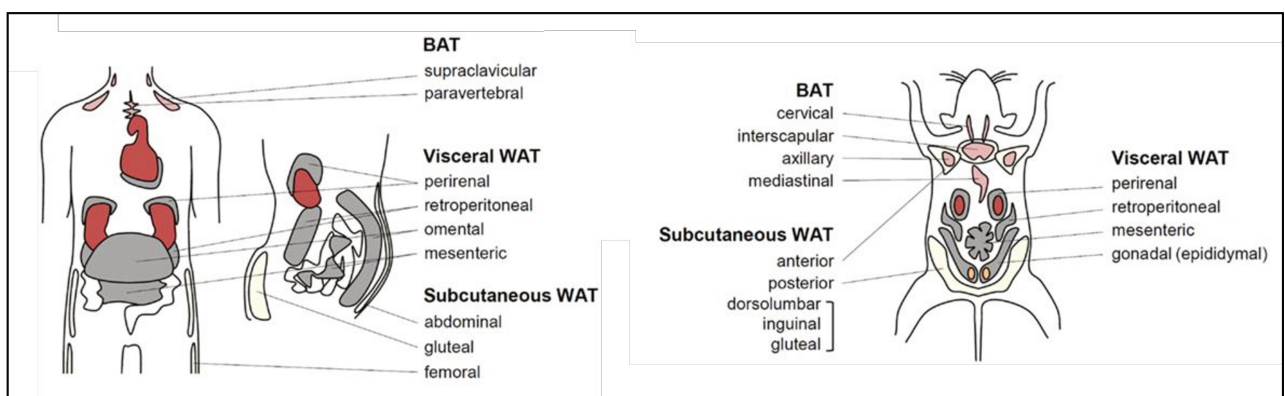 BAT
supraclavicular
paravertebral
Visceral WAT
perirenal
retroperitoneal
omental
mesenteric
Subcutaneous WAT
abdominal
gluteal
femoral
BAT
cervical
interscapular
axillary
mediastinal
Subcutaneous WAT
anterior
posterior
dorsolumbar
inguinal
gluteal
Visceral WAT
perirenal
retroperitoneal
mesenteric
gonadal (epididymal)